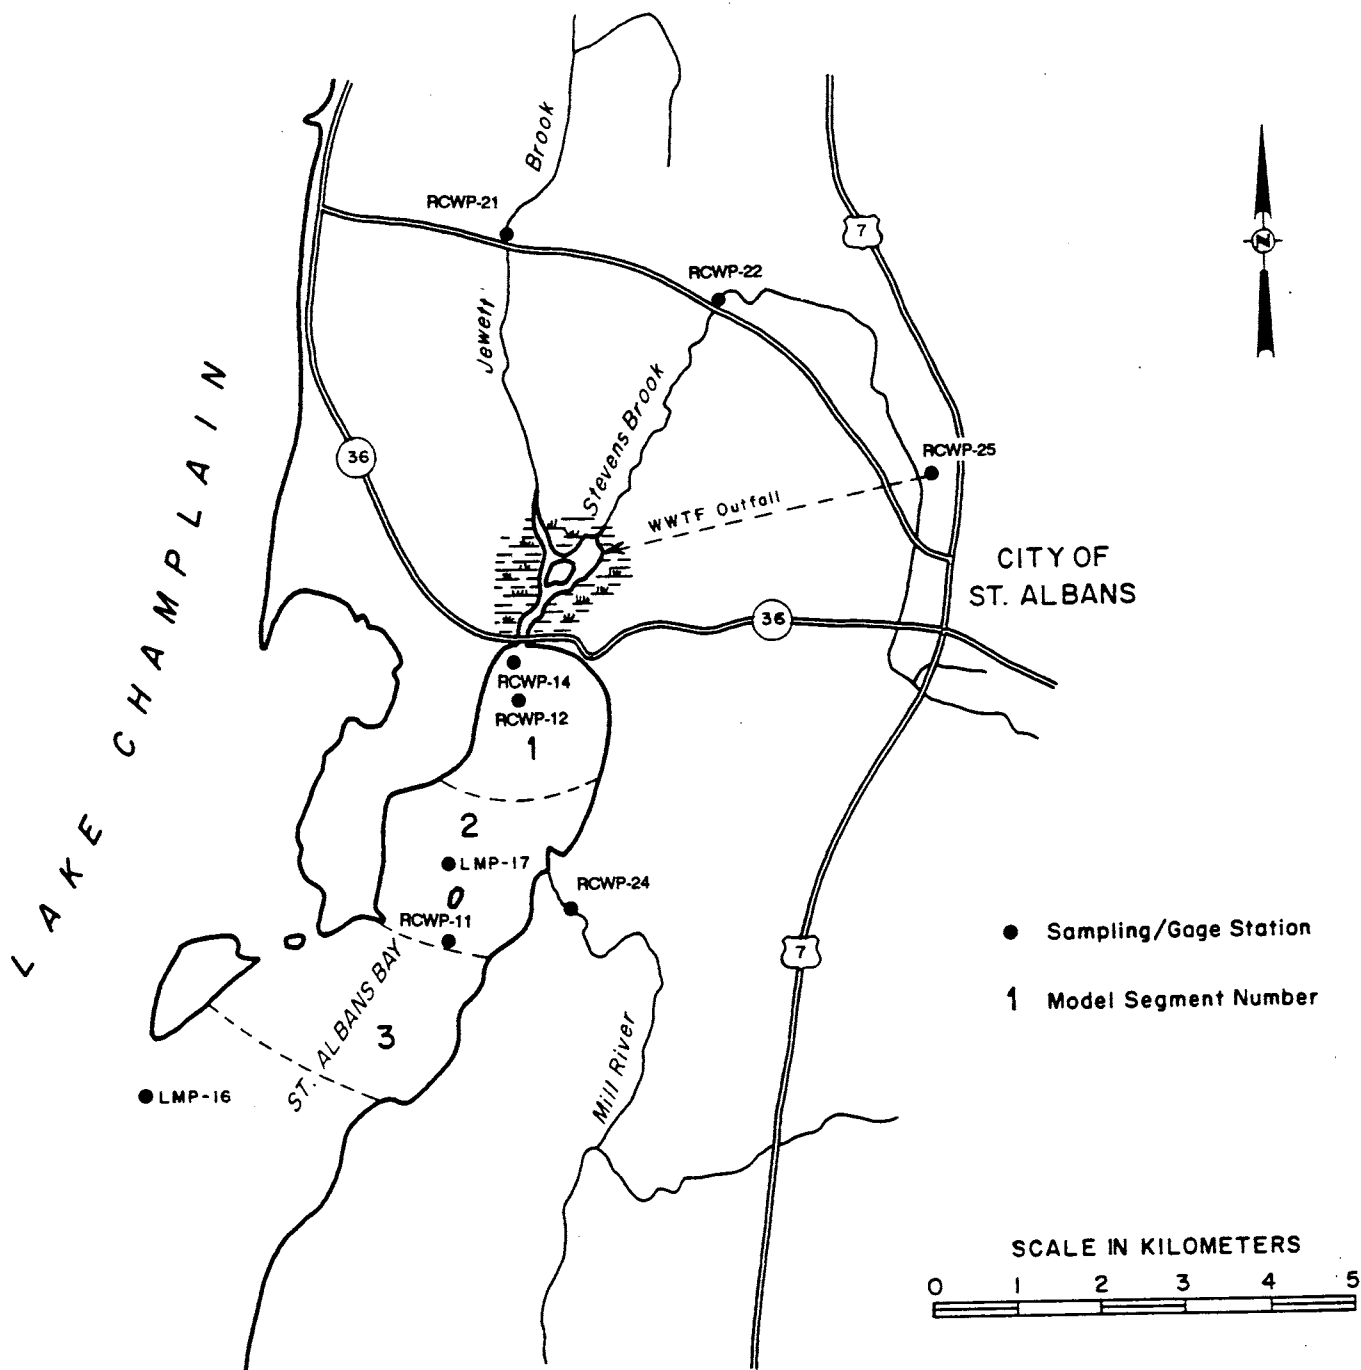 Brook
RCWP-21
7
RCWP-22
Jewett
Stevens Brook
LAKE CHAMPLAIN
36
RCWP-25
WWTF Outfall
CITY OF
ST. ALBANS
36
RCWP-14
RCWP-12
1
2
LMP-17
RCWP-24
RCWP-11
7
ST. ALBANS BAY
3
LMP-16
Mill River
N
Sampling/Gage Station
1 Model Segment Number
SCALE IN KILOMETERS
0 1 2 3 4 5